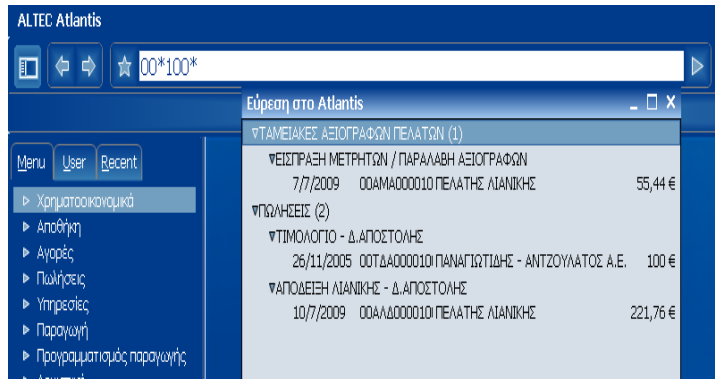 ALTEC Atlantis
00*100*
Εύρεση στο Atlantis
▿ΤΑΜΕΙΑΚΕΣ ΑΞΙΟΓΡΑΦΩΝ ΠΕΛΑΤΩΝ (1)
▿ΕΙΣΠΡΑΞΗ ΜΕΤΡΗΤΩΝ / ΠΑΡΑΛΑΒΗ ΑΞΙΟΓΡΑΦΩΝ
7/7/2009 00ΑΜΑ000010 ΠΕΛΑΤΗΣ ΛΙΑΝΙΚΗΣ 55,44 €
▿ΠΩΛΗΣΕΙΣ (2)
▿ΤΙΜΟΛΟΓΙΟ - Δ.ΑΠΟΣΤΟΛΗΣ
26/11/2005 00ΤΔΑ000010 ΠΑΝΑΓΙΩΤΙΔΗΣ - ΑΝΤΖΟΥΛΑΤΟΣ Α.Ε. 100 €
▿ΑΠΟΔΕΙΞΗ ΛΙΑΝΙΚΗΣ - Δ.ΑΠΟΣΤΟΛΗΣ
10/7/2009 00ΑΛΔ000010 ΠΕΛΑΤΗΣ ΛΙΑΝΙΚΗΣ 221,76 €
Menu User Recent
Χρηματοοικονομικά
Αποθήκη
Αγορές
Πωλήσεις
Υπηρεσίες
Παραγωγή
Προγραμματισμός παραγωγής